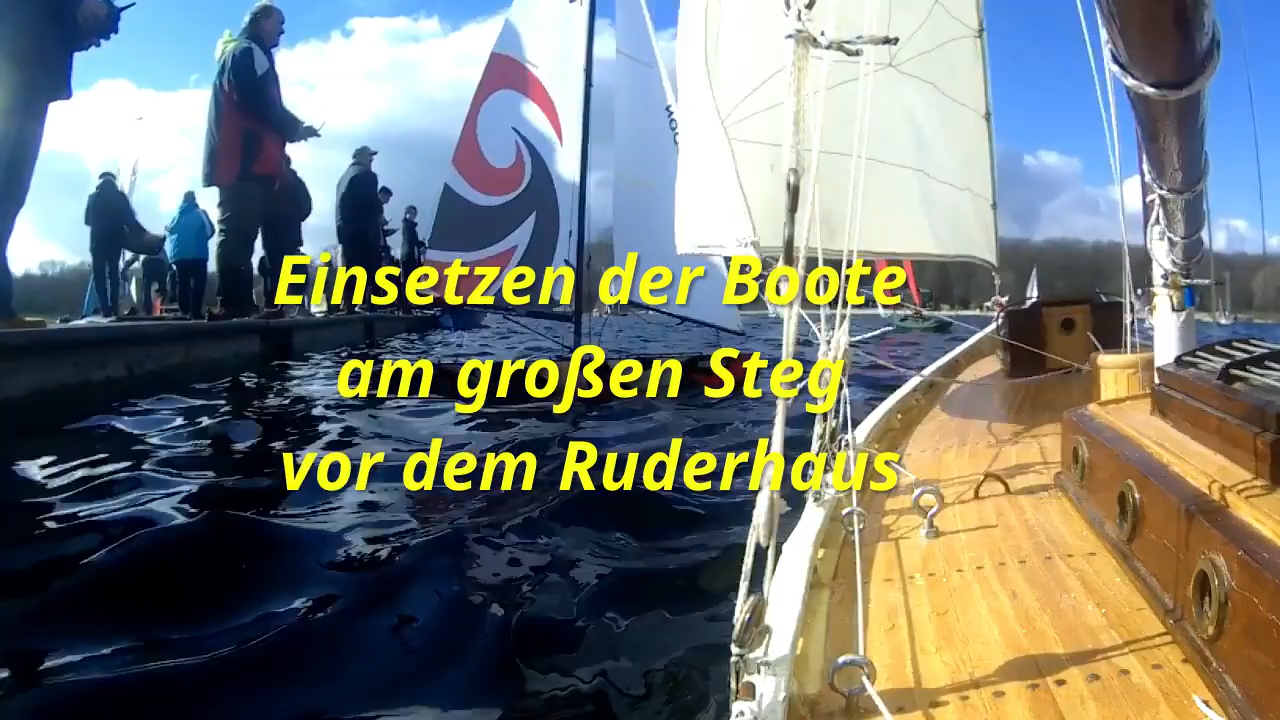 Einsetzen der Boote
am großen Steg
vor dem Ruderhaus